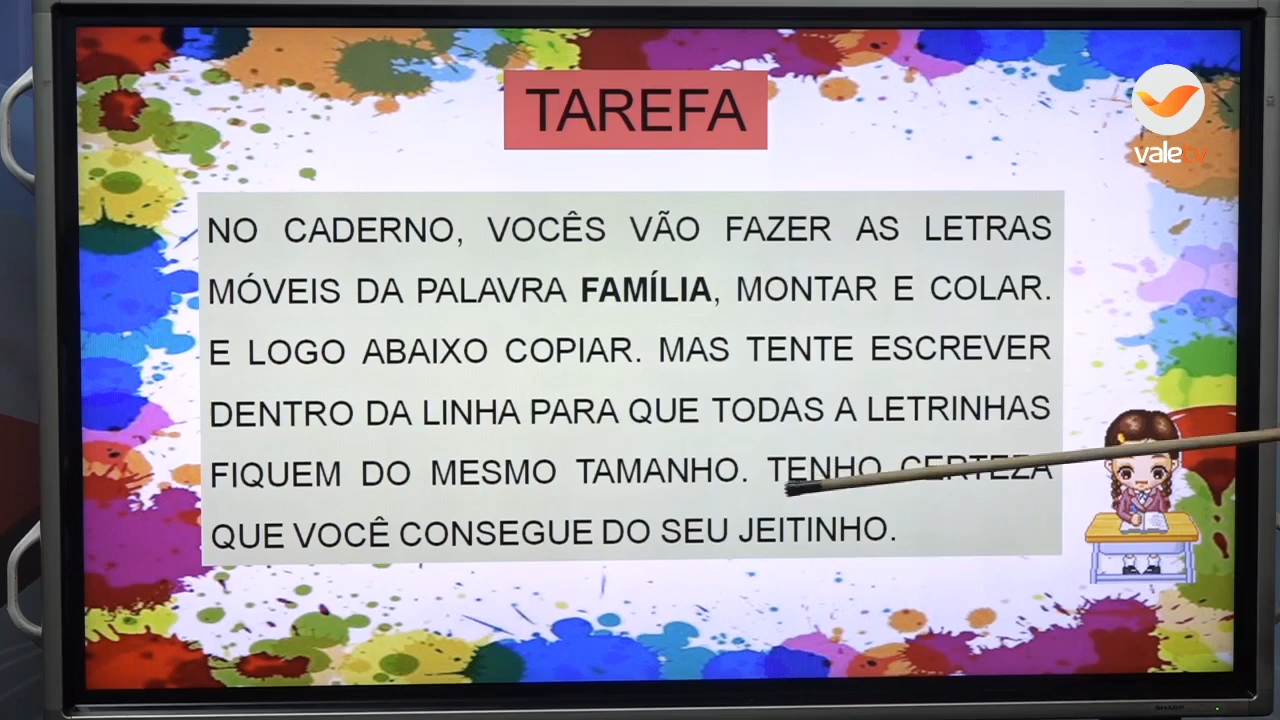 TAREFA
valetv
NO CADERNO, VOCÊS VÃO FAZER AS LETRAS
MÓVEIS DA PALAVRA FAMÍLIA, MONTAR E COLAR.
E LOGO ABAIXO COPIAR. MAS TENTE ESCREVER
DENTRO DA LINHA PARA QUE TODAS A LETRINHAS
FIQUEM DO MESMO TAMANHO. TENHO CERTEZA
QUE VOCÊ CONSEGUE DO SEU JEITINHO.
SHARP